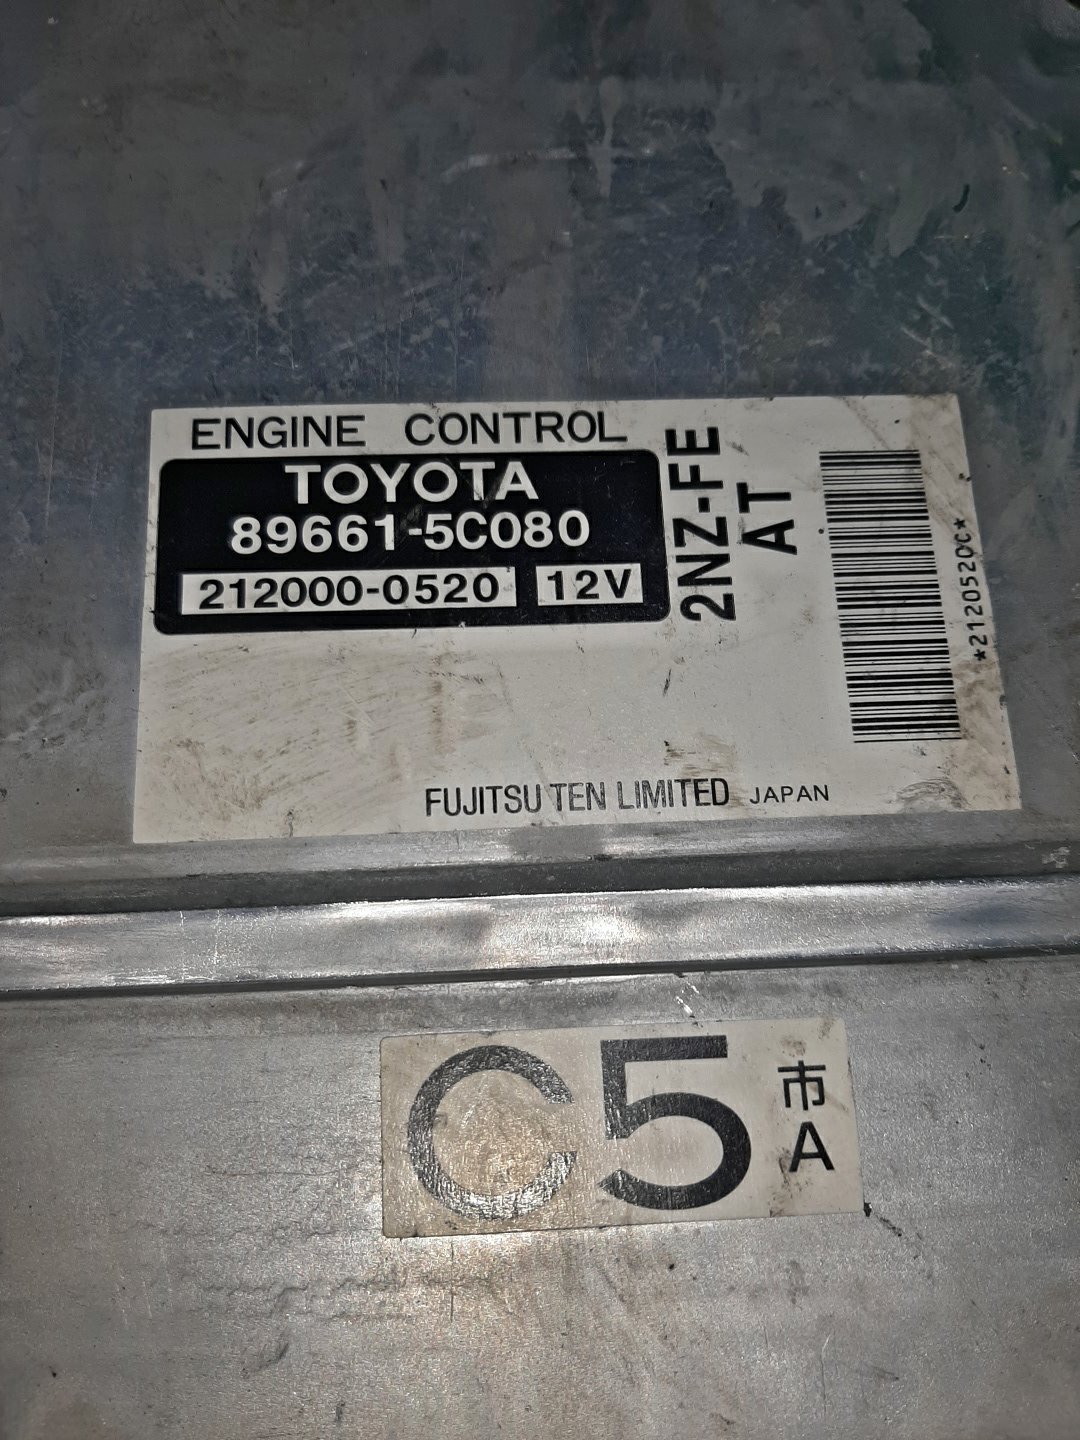 ENGINE CONTROL
TOYOTA
89661-5C080
212000-0520 12V
2NZ-FE
AT
*2120520C*
FUJITSU TEN LIMITED JAPAN
C5 市
A